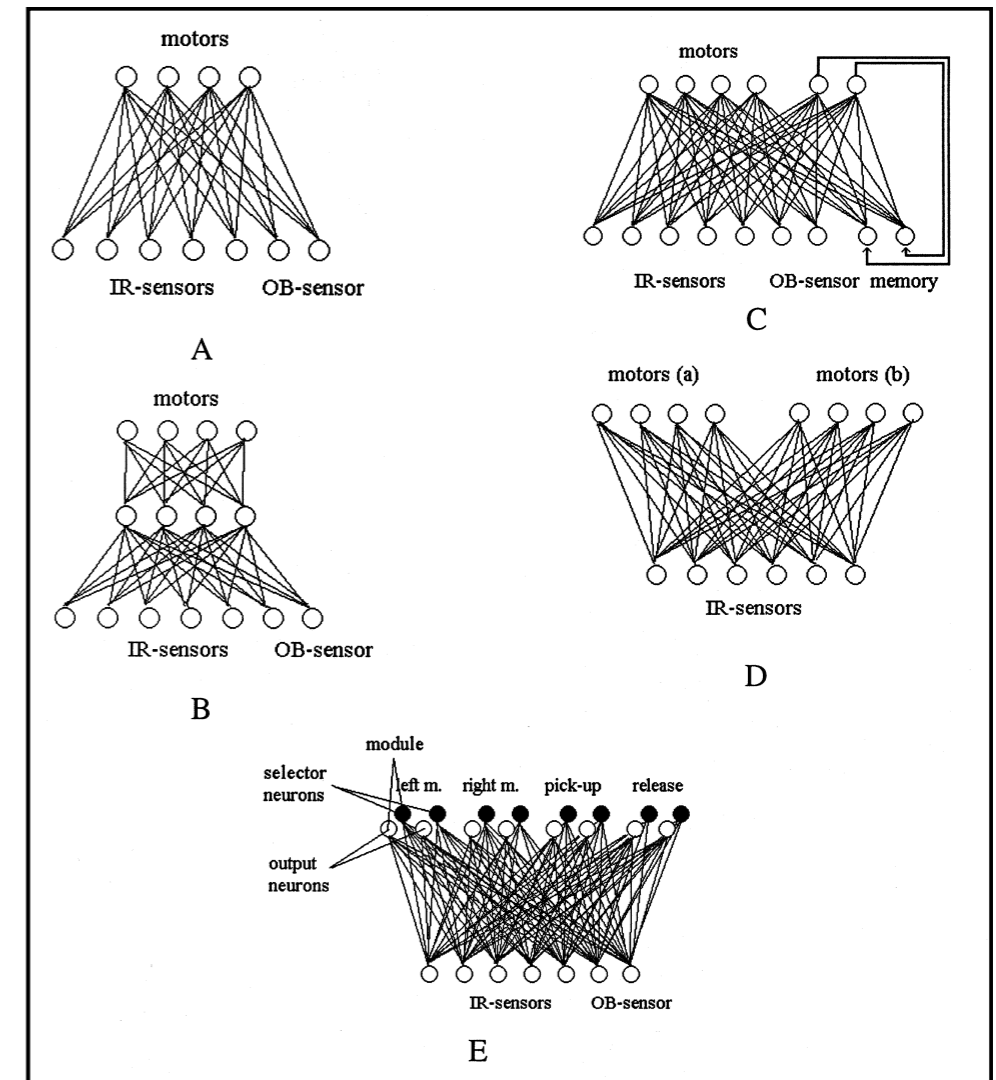 motors
IR-sensors OB-sensor
A
motors
IR-sensors OB-sensor
B
motors
IR-sensors OB-sensor memory
C
motors (a) motors (b)
IR-sensors
D
module
selector
neurons
left m. right m. pick-up release
output
neurons
IR-sensors OB-sensor
E